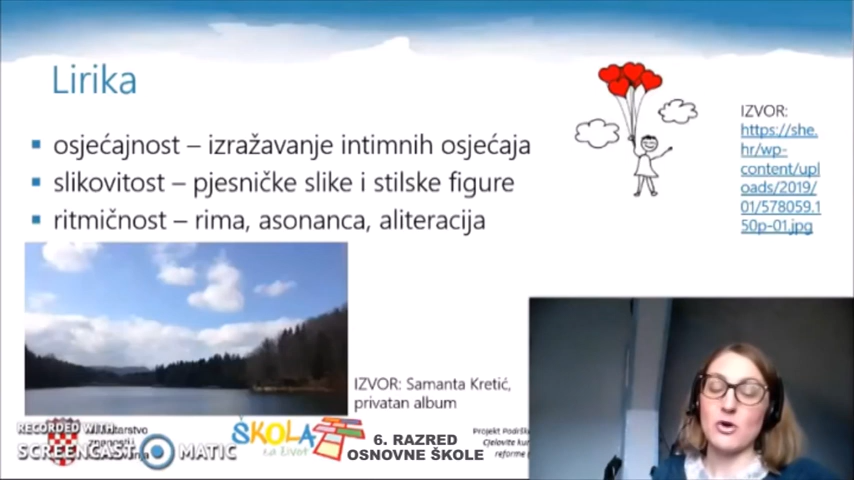 Lirika
▪ osjećajnost – izražavanje intimnih osjećaja
▪ slikovitost – pjesničke slike i stilske figure
▪ ritmičnost – rima, asonanca, aliteracija
IZVOR:
https://she.
hr/wp-
content/upl
oads/2019/
01/578059.1
50p-01.jpg
IZVOR: Samanta Kretić,
privatan album
RECORDED WITH
SCREENCAST MATIC
ŠKOLA
za život
6. RAZRED
OSNOVNE ŠKOLE
Projekt Podrška
Cjelovite
reforme